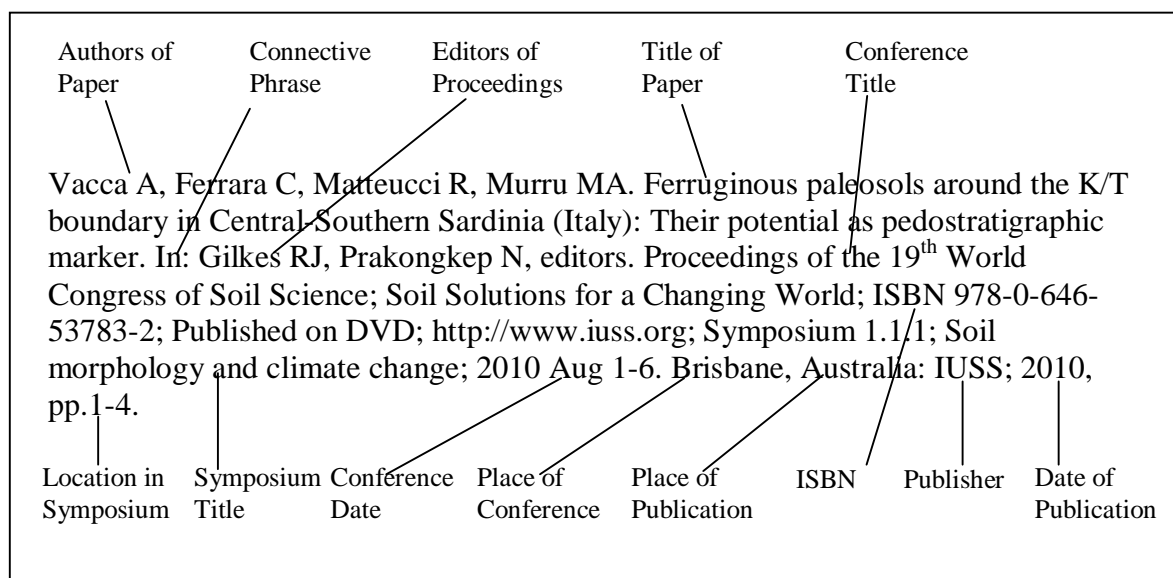 Authors of Paper
Connective Phrase
Editors of Proceedings
Title of Paper
Conference Title
Vacca A, Ferrara C, Matteucci R, Murru MA. Ferruginous paleosols around the K/T
boundary in Central-Southern Sardinia (Italy): Their potential as pedostratigraphic
marker. In: Gilkes RJ, Prakongkep N, editors. Proceedings of the 19th World
Congress of Soil Science; Soil Solutions for a Changing World; ISBN 978-0-646-
53783-2; Published on DVD; http://www.iuss.org; Symposium 1.1.1; Soil
morphology and climate change; 2010 Aug 1-6. Brisbane, Australia: IUSS; 2010,
pp.1-4.
Location in Symposium
Symposium Title
Conference Date
Place of Conference
Place of Publication
ISBN
Publisher
Date of Publication